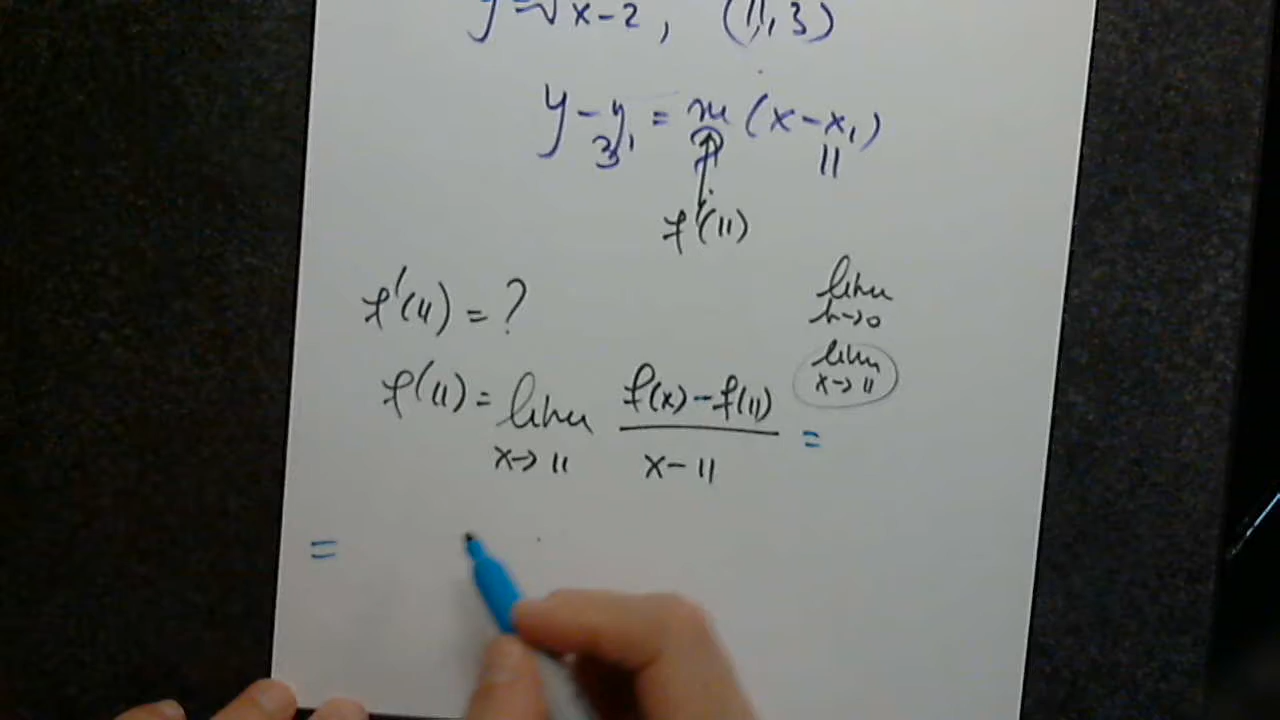 y = √x-2, (11,3)
y - y₁ = m (x - x₁)
3 11
f'(11)
f'(11) = ?
lim
h→0
lim
x→11
f'(11) = lim f(x) - f(11) =
x→11 x - 11
=